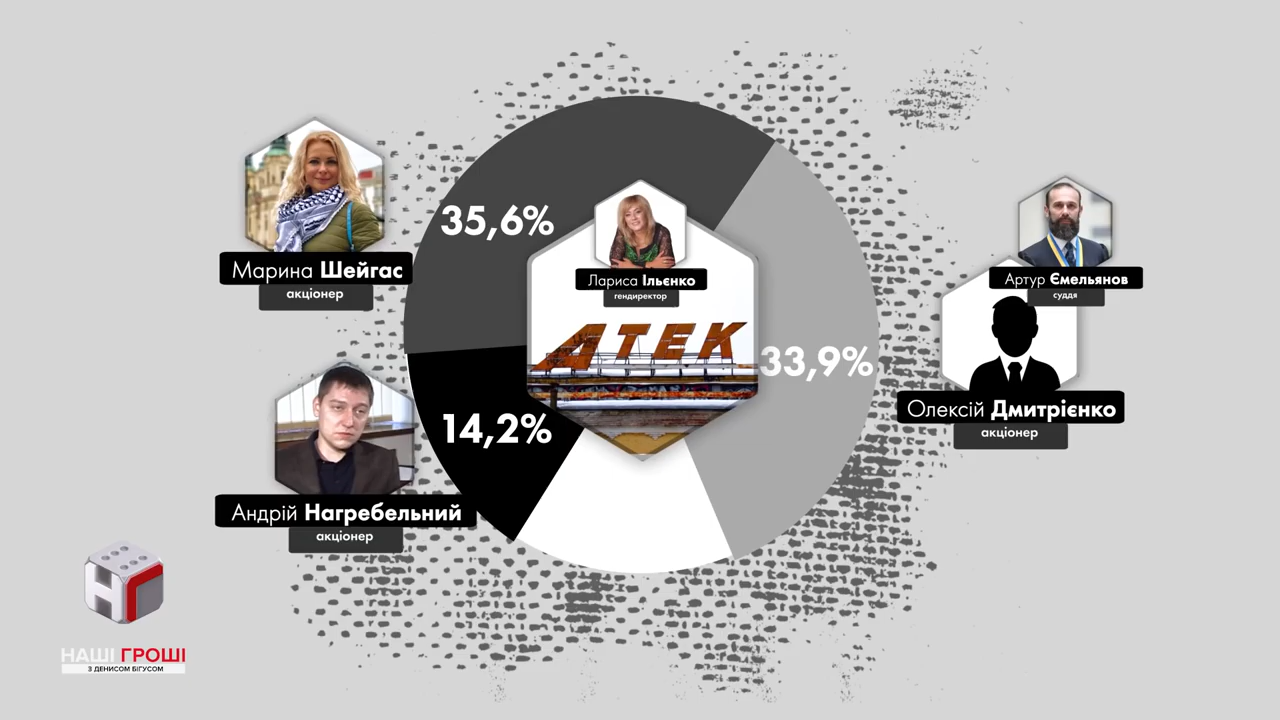 35,6%
Марина Шейгас
акціонер
Лариса Ільєнко
гендиректор
АТЕК
33,9%
Артур Ємельянов
суддя
Олексій Дмитрієнко
акціонер
14,2%
Андрій Нагребельний
акціонер
НАШІ ГРОШІ
З ДЕНИСОМ БІГУСОМ